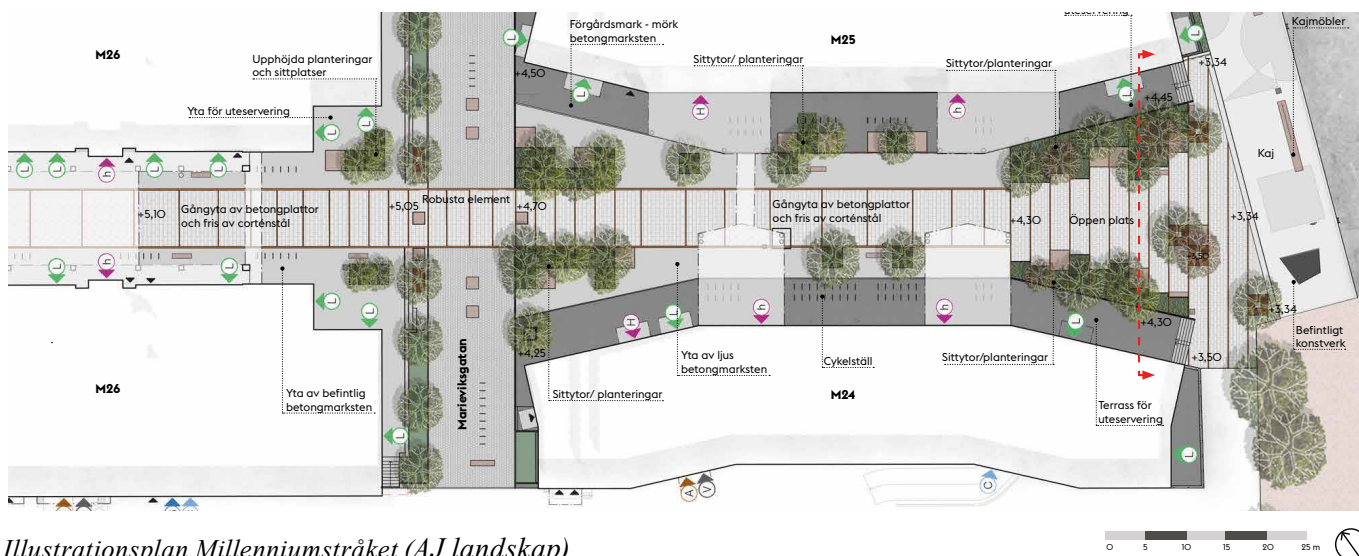 M26
Upphöjda planteringar
och sittplatser
Yta för uteservering
Förgårdsmark - mörk
betongmarksten
M25
uteservering
Kajmöbler
Sittytor/ planteringar
Sittytor/planteringar
+4,50
+4,45
+3,34
L
L
L
L
L
H
h
L
L
L
L
h
L
L
Kaj
+5,10
Gångyta av betongplattor
och fris av corténstål
+5,05
Robusta element
+4,70
Gångyta av betongplattor
och fris av corténstål
+4,30
Öppen plats
+3,34
L
h
L
L
L
H
L
h
h
L
+4,30
+3,34
+4,25
+3,50
Befintligt
konstverk
M26
Yta av befintlig
betongmarksten
Marieviksgatan
Sittytor/ planteringar
Yta av ljus
betongmarksten
Cykelställ
Sittytor/planteringar
M24
Terrass för
uteservering
L
L
A
V
C
Illustrationsplan Millenniumstråket (AJ landskap)
0 5 10 15 20 25 m